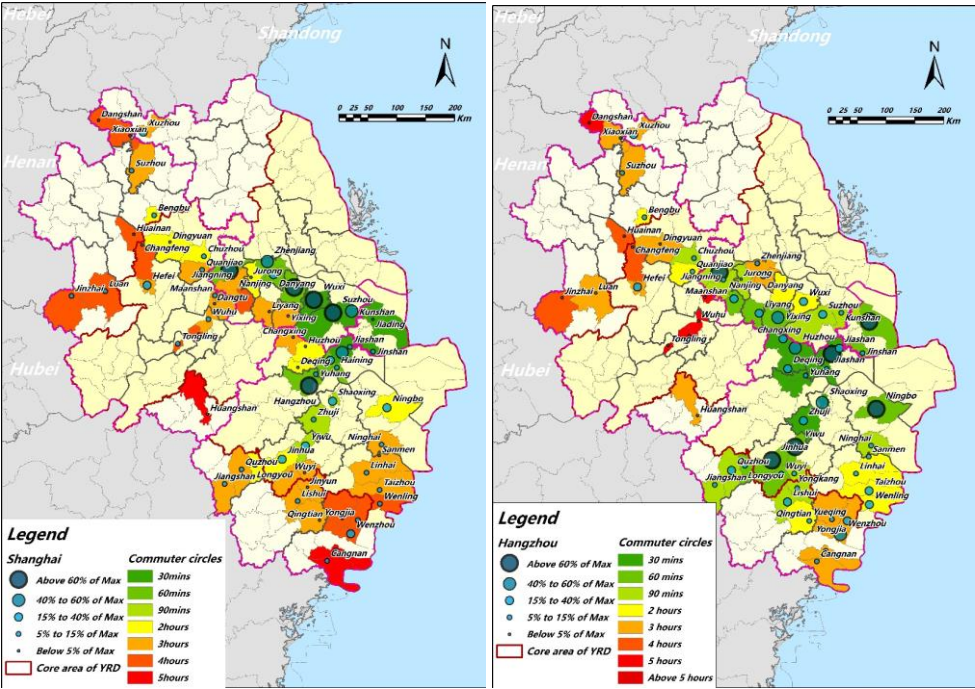 Hebei
Shandong
N
0 25 50 100 150 200
Km
Dangshan
Xiaoxian
Xuzhou
Henan
Suzhou
Bengbu
Huainan
Dingyuan
Changfeng
Chuzhou
Zhenjiang
Quanjiao
Jurong
Jiangning
Danyang
Wuxi
Hefei
Nanjing
Suzhou
Luan
Maanshan
Jinzhai
Dangtu
Liyang
Kunshan
Wuhu
Yixing
Jiading
Changxing
Tongling
Huzhou
Jiashan
Jinshan
Deqing
Haining
Hubei
Yuhang
Shaoxing
Hangzhou
Huangshan
Ningbo
Zhuji
Yiwu
Ninghai
Jinhua
Sanmen
Quzhou
Wuyi
Linhai
Jiangshan
Longyou
Jinyun
Taizhou
Lishui
Wenling
Qingtian
Yongjia
Wenzhou
Cangnan
Legend
Shanghai
Commuter circles
Above 60% of Max
30mins
40% to 60% of Max
60mins
15% to 40% of Max
90mins
5% to 15% of Max
2hours
Below 5% of Max
3hours
Core area of YRD
4hours
5hours
Hebei
Shandong
N
0 25 50 100 150 200
Km
Dangshan
Xiaoxian
Xuzhou
Henan
Suzhou
Bengbu
Huainan
Dingyuan
Changfeng
Chuzhou
Zhenjiang
Quanjiao
Jurong
Jiangning
Hefei
Nanjing
Danyang
Luan
Maanshan
Wuxi
Jinzhai
Liyang
Suzhou
Wuhu
Yixing
Kunshan
Changxing
Tongling
Huzhou
Jiashan
Jinshan
Deqing
Jiashan
Hubei
Yuhang
Shaoxing
Huangshan
Ningbo
Zhuji
Yiwu
Ninghai
Jinhua
Sanmen
Quzhou
Wuyi
Linhai
Jiangshan
Longyou
Yongkang
Taizhou
Lishui
Wenling
Qingtian
Yueqing
Yongjia
Wenzhou
Cangnan
Legend
Hangzhou
Commuter circles
Above 60% of Max
30 mins
40% to 60% of Max
60 mins
15% to 40% of Max
90 mins
5% to 15% of Max
2 hours
Below 5% of Max
3 hours
Core area of YRD
4 hours
5 hours
Above 5 hours